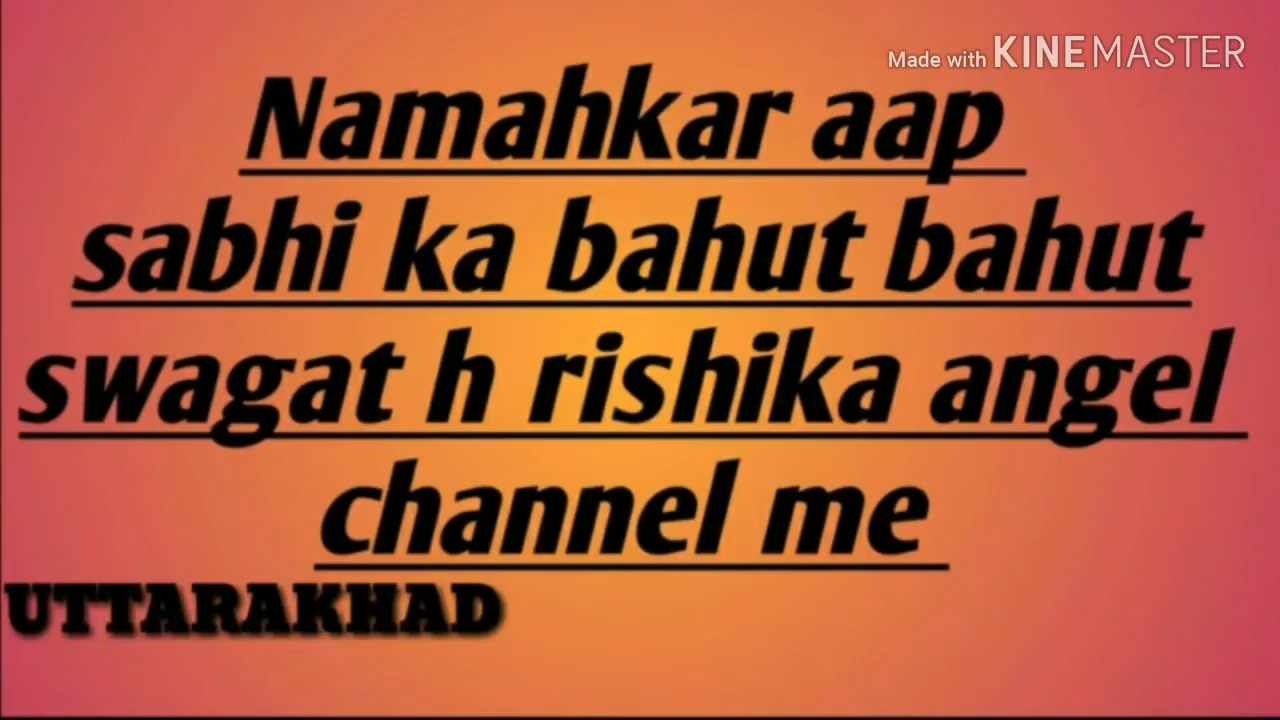 Made with KINEMASTER
Namahkar aap
sabhi ka bahut bahut
swagat h rishika angel
channel me
UTTARAKHAD